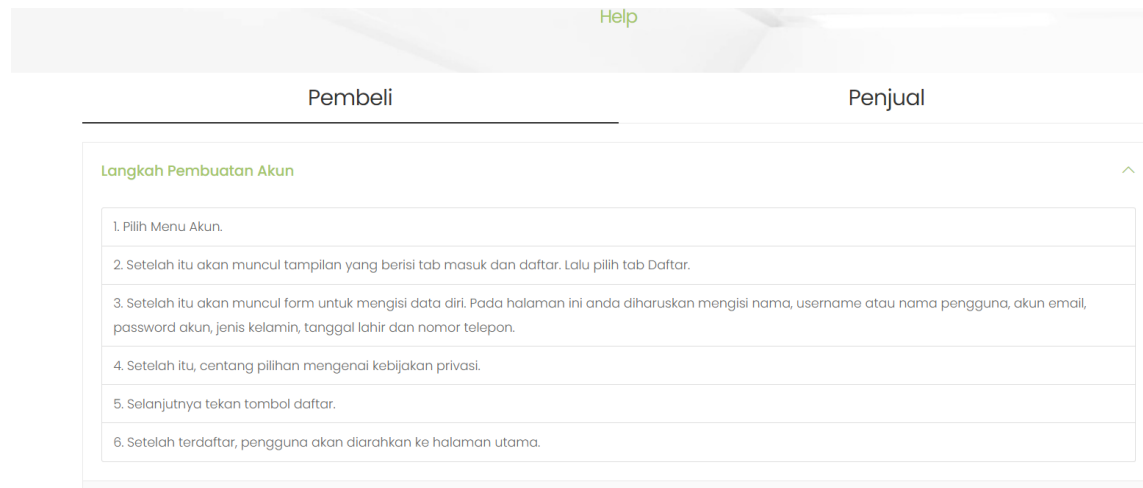 Help
Pembeli
Penjual
Langkah Pembuatan Akun
1. Pilih Menu Akun.
2. Setelah itu akan muncul tampilan yang berisi tab masuk dan daftar. Lalu pilih tab Daftar.
3. Setelah itu akan muncul form untuk mengisi data diri. Pada halaman ini anda diharuskan mengisi nama, username atau nama pengguna, akun email,
password akun, jenis kelamin, tanggal lahir dan nomor telepon.
4. Setelah itu, centang pilihan mengenai kebijakan privasi.
5. Selanjutnya tekan tombol daftar.
6. Setelah terdaftar, pengguna akan diarahkan ke halaman utama.